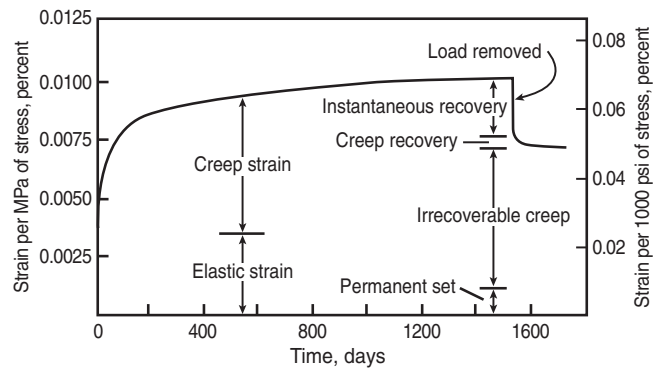 Strain per MPa of stress, percent
0.0125
0.0100
0.0075
0.0050
0.0025
0
400
800
1200
1600
Time, days
Strain per 1000 psi of stress, percent
0.08
0.06
0.04
0.02
Load removed
Instantaneous recovery
Creep recovery
Creep strain
Irrecoverable creep
Elastic strain
Permanent set